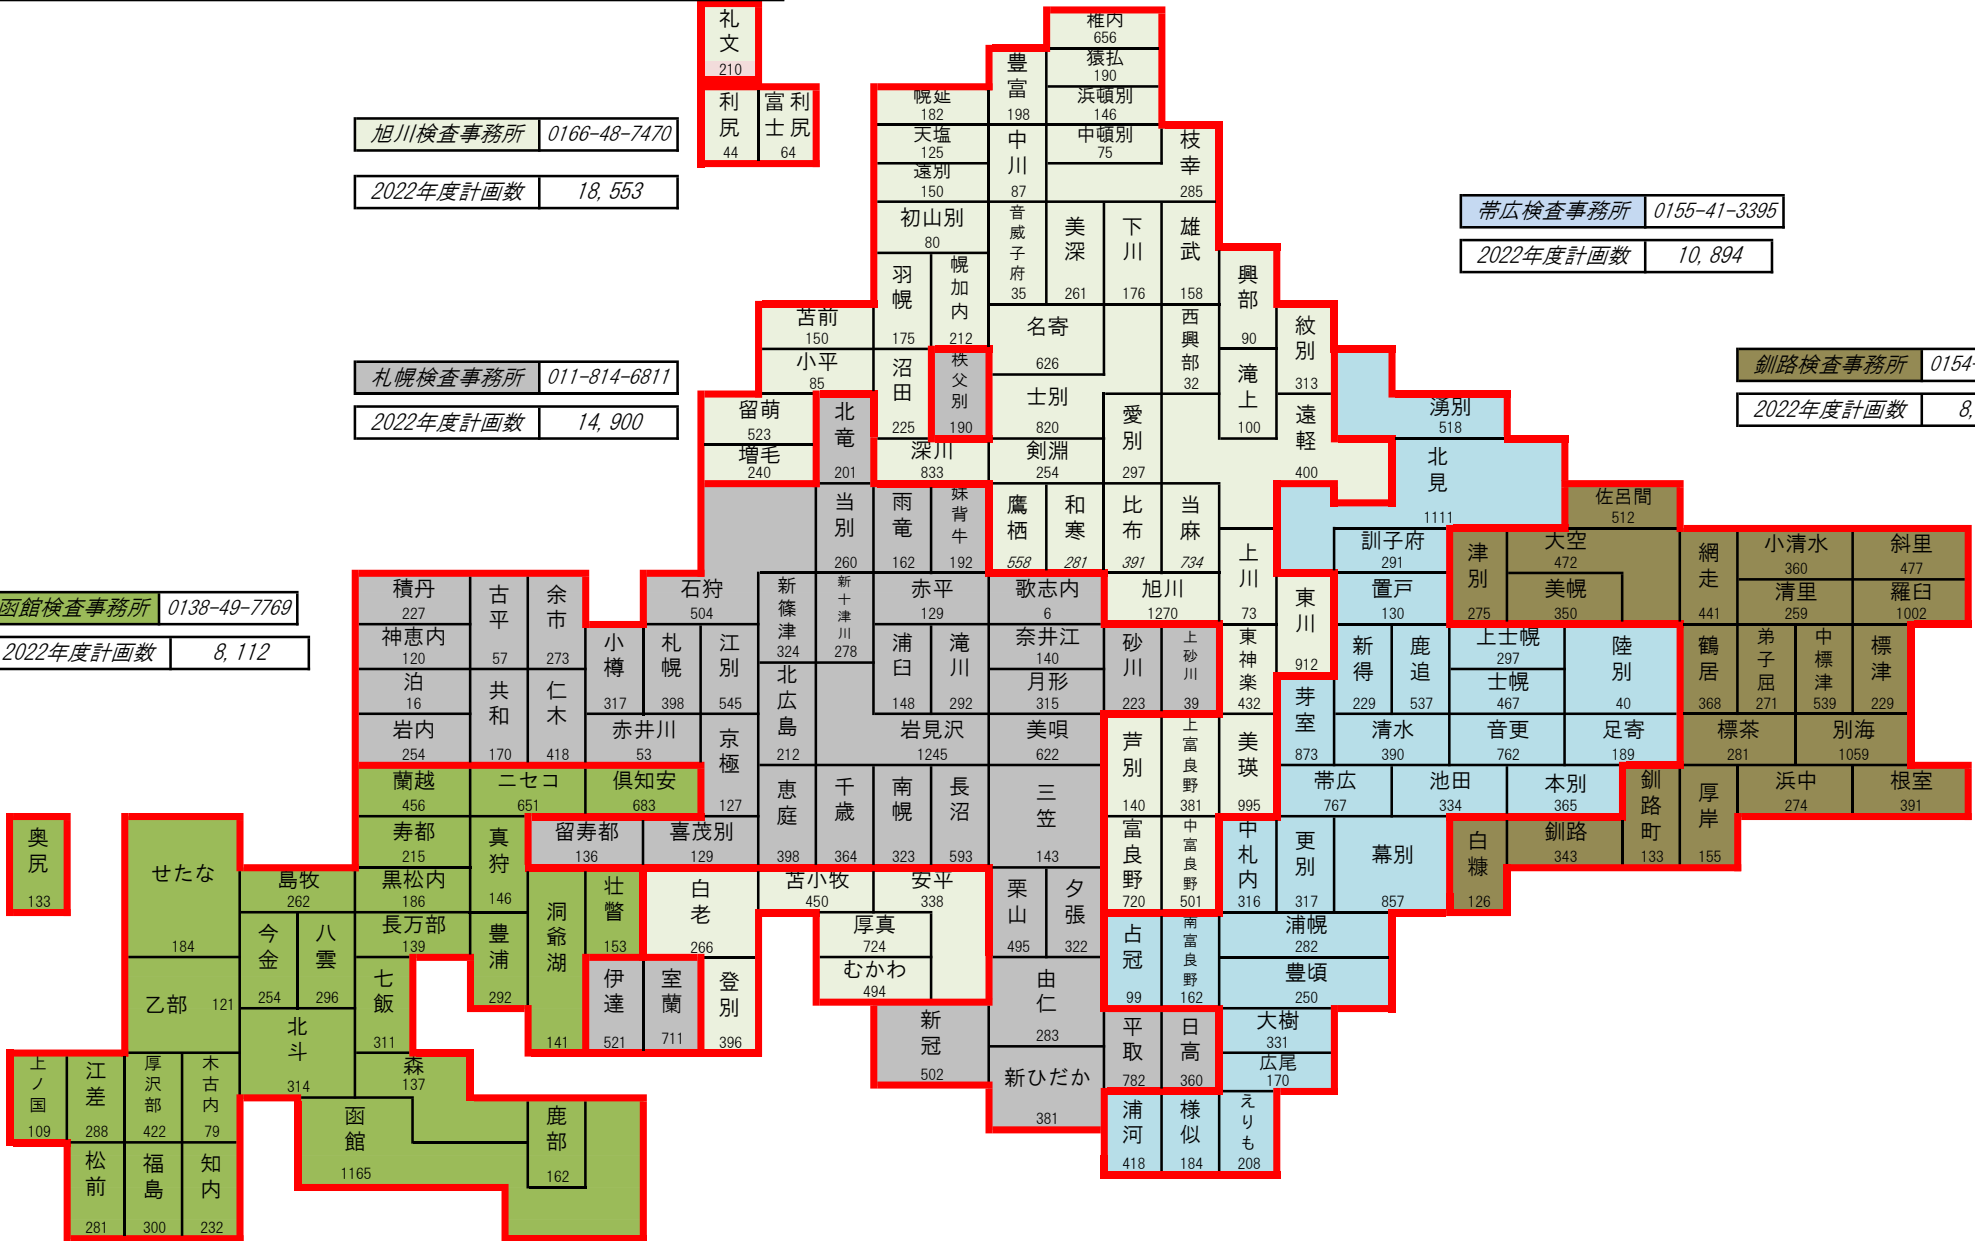 礼文
210
利尻
44
利尻富士
64
稚内
656
猿払
190
浜頓別
146
豊富
198
幌延
182
天塩
125
遠別
150
中川
87
中頓別
75
枝幸
285
旭川検査事務所 0166-48-7470
2022年度計画数 18,553
帯広検査事務所 0155-41-3395
2022年度計画数 10,894
初山別
80
音威子府
35
美深
261
下川
176
雄武
158
羽幌
175
幌加内
212
興部
90
苫前
150
名寄
626
西興部
32
紋別
313
札幌検査事務所 011-814-6811
2022年度計画数 14,900
釧路検査事務所 0154-
2022年度計画数 8,
小平
85
沼田
225
秩父別
190
滝上
100
留萌
523
北竜
201
士別
820
愛別
297
遠軽
400
湧別
518
増毛
240
深川
833
剣淵
254
北見
1111
当別
260
雨竜
162
妹背牛
192
鷹栖
558
和寒
281
比布
391
当麻
734
佐呂間
512
上川
73
訓子府
291
津別
275
大空
472
網走
441
小清水
360
斜里
477
函館検査事務所 0138-49-7769
2022年度計画数 8,112
積丹
227
古平
57
余市
273
石狩
504
新篠津
324
新十津川
278
赤平
129
歌志内
6
旭川
1270
東川
912
置戸
130
美幌
350
清里
259
羅臼
1002
神恵内
120
小樽
317
札幌
398
江別
545
浦臼
148
滝川
292
奈井江
140
砂川
223
上砂川
39
東神楽
432
新得
229
鹿追
537
上士幌
297
陸別
40
鶴居
368
弟子屈
271
中標津
539
標津
229
泊
16
共和
170
仁木
418
北広島
212
月形
315
芽室
873
士幌
467
岩内
254
赤井川
53
京極
127
岩見沢
1245
美唄
622
芦別
140
上富良野
381
美瑛
995
清水
390
音更
762
足寄
189
標茶
281
別海
1059
蘭越
456
ニセコ
651
倶知安
683
恵庭
398
千歳
364
南幌
323
長沼
593
三笠
143
帯広
767
池田
334
本別
365
釧路町
133
厚岸
155
浜中
274
根室
391
奥尻
133
せたな
184
寿都
215
真狩
146
留寿都
136
喜茂別
129
富良野
720
中富良野
501
中札内
316
更別
317
幕別
857
白糠
126
釧路
343
島牧
262
黒松内
186
洞爺湖
141
壮瞥
153
白老
266
苫小牧
450
安平
338
栗山
495
夕張
322
今金
254
八雲
296
長万部
139
豊浦
292
厚真
724
占冠
99
南富良野
162
浦幌
282
乙部 121
七飯
311
伊達
521
室蘭
711
登別
396
むかわ
494
由仁
283
豊頃
250
北斗
314
新冠
502
平取
782
日高
360
大樹
331
上ノ国
109
江差
288
厚沢部
422
木古内
79
森
137
新ひだか
381
広尾
170
函館
1165
鹿部
162
浦河
418
様似
184
えりも
208
松前
281
福島
300
知内
232